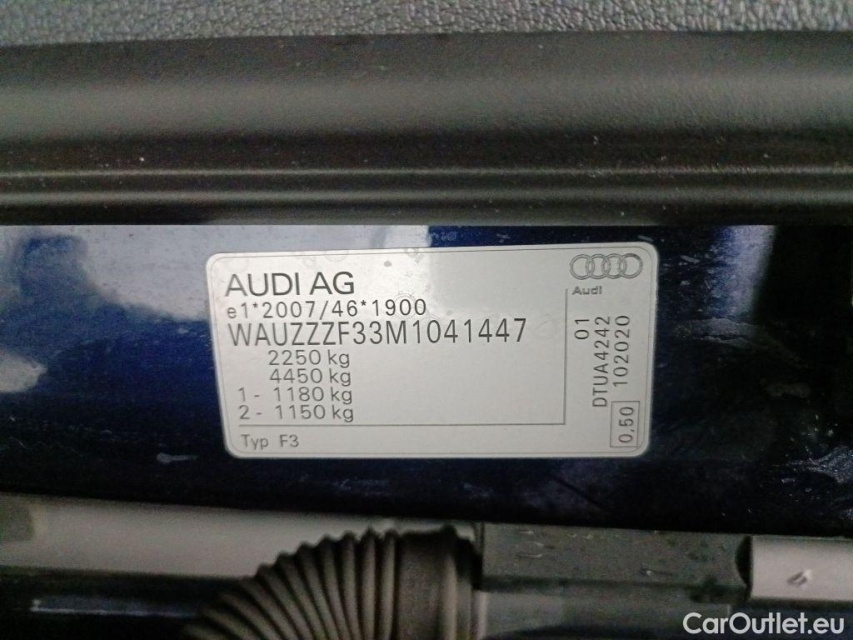 AUDI AG
e1*2007/46*1900
WAUZZZF33M1041447
2250 kg
4450 kg
1 - 1180 kg
2 - 1150 kg
Typ F3
Audi
01
DTUA4242
102020
0,50
CarOutlet.eu